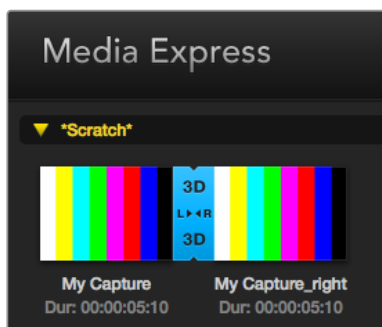 Media Express
*Scratch*
3D
L R
3D
My Capture
My Capture_right
Dur: 00:00:05:10
Dur: 00:00:05:10